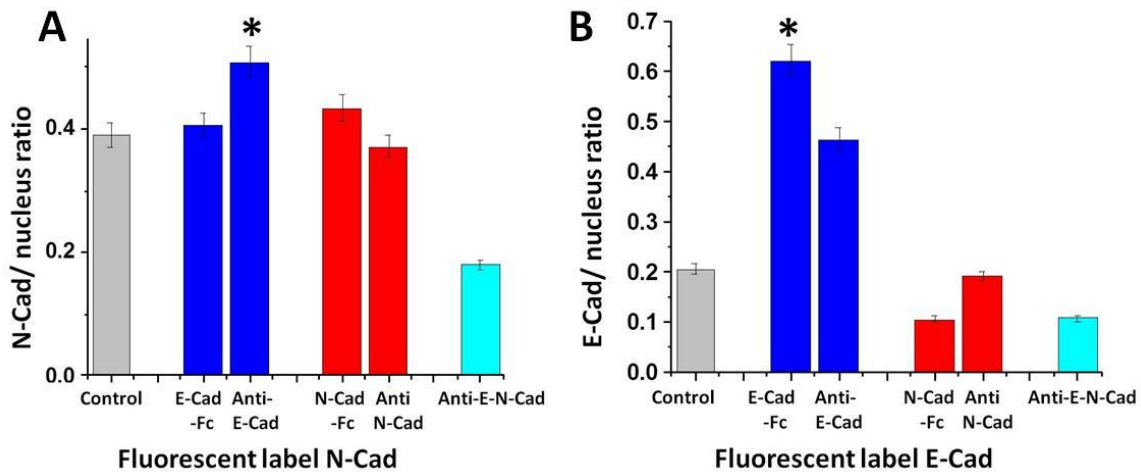 A
*
N-Cad/ nucleus ratio
0.4
0.2
0.0
Control
E-Cad
-Fc
Anti-
E-Cad
N-Cad
-Fc
Anti
N-Cad
Anti-E-N-Cad
Fluorescent label N-Cad
B
*
E-Cad/ nucleus ratio
0.7
0.6
0.5
0.4
0.3
0.2
0.1
0.0
Control
E-Cad
-Fc
Anti-
E-Cad
N-Cad
-Fc
Anti
N-Cad
Anti-E-N-Cad
Fluorescent label E-Cad